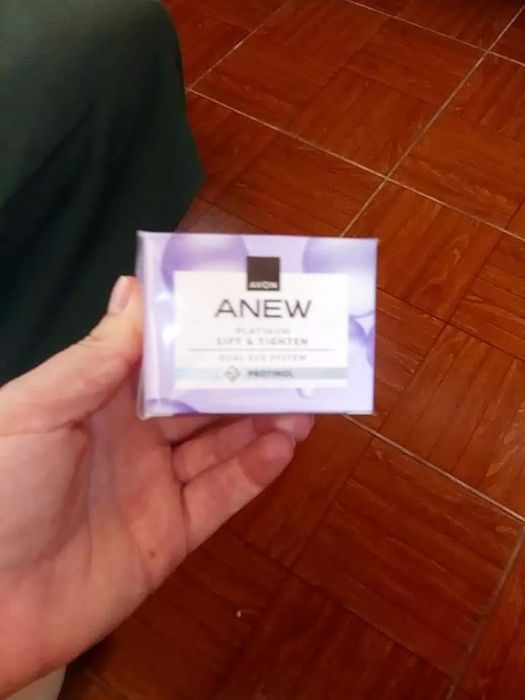 AVON
ANEW
PLATINUM
LIFT & TIGHTEN
DUAL EYE SYSTEM
PROTINOL